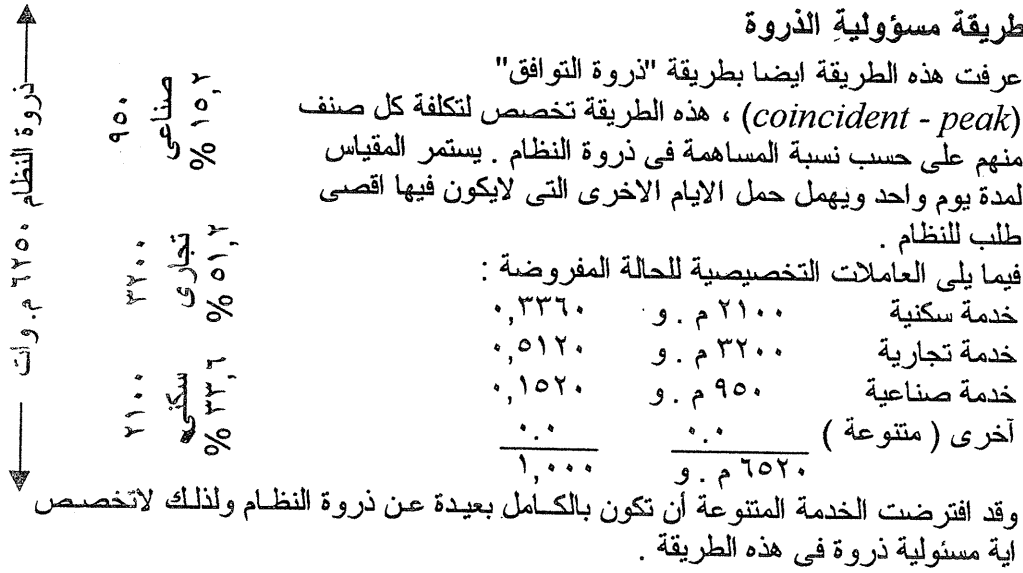 طريقة مسؤولية الذروة
عرفت هذه الطريقة ايضا بطريقة "ذروة التوافق"
(coincident - peak) ، هذه الطريقة تخصص لتكلفة كل صنف
منهم على حسب نسبة المساهمة فى ذروة النظام . يستمر المقياس
لمدة يوم واحد ويهمل حمل الايام الاخرى التى لايكون فيها اقصى
طلب للنظام .
فيما يلى العاملات التخصيصية للحالة المفروضة :
خدمة سكنية ٢١٠٠ م . و ٠,٣٣٦٠
خدمة تجارية ٣٢٠٠ م . و ٠,٥١٢٠
خدمة صناعية ٩٥٠ م . و ٠,١٥٢٠
آخرى ( متنوعة ) ٠.٠ ٠.٠
٦٥٢٠ م . و ١,٠٠٠
وقد افترضت الخدمة المتنوعة أن تكون بالكامل بعيدة عن ذروة النظام ولذلك لاتخصص
اية مسئولية ذروة فى هذه الطريقة .
ذروة النظام ٦٢٥٠ م. وات
٩٥٠
صناعى
% ١٥,٢
٣٢٠٠
تجارى
% ٥١,٢
٢١٠٠
سكنى
% ٣٣,٦